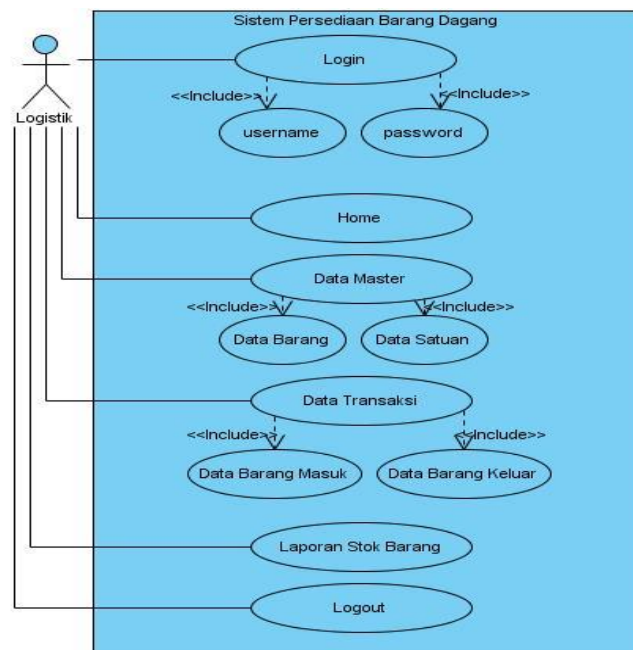 Sistem Persediaan Barang Dagang
Login
<<Include>>
<<Include>>
Logistik
username
password
Home
Data Master
<<Include>>
<<Include>>
Data Barang
Data Satuan
Data Transaksi
<<Include>>
<<Include>>
Data Barang Masuk
Data Barang Keluar
Laporan Stok Barang
Logout